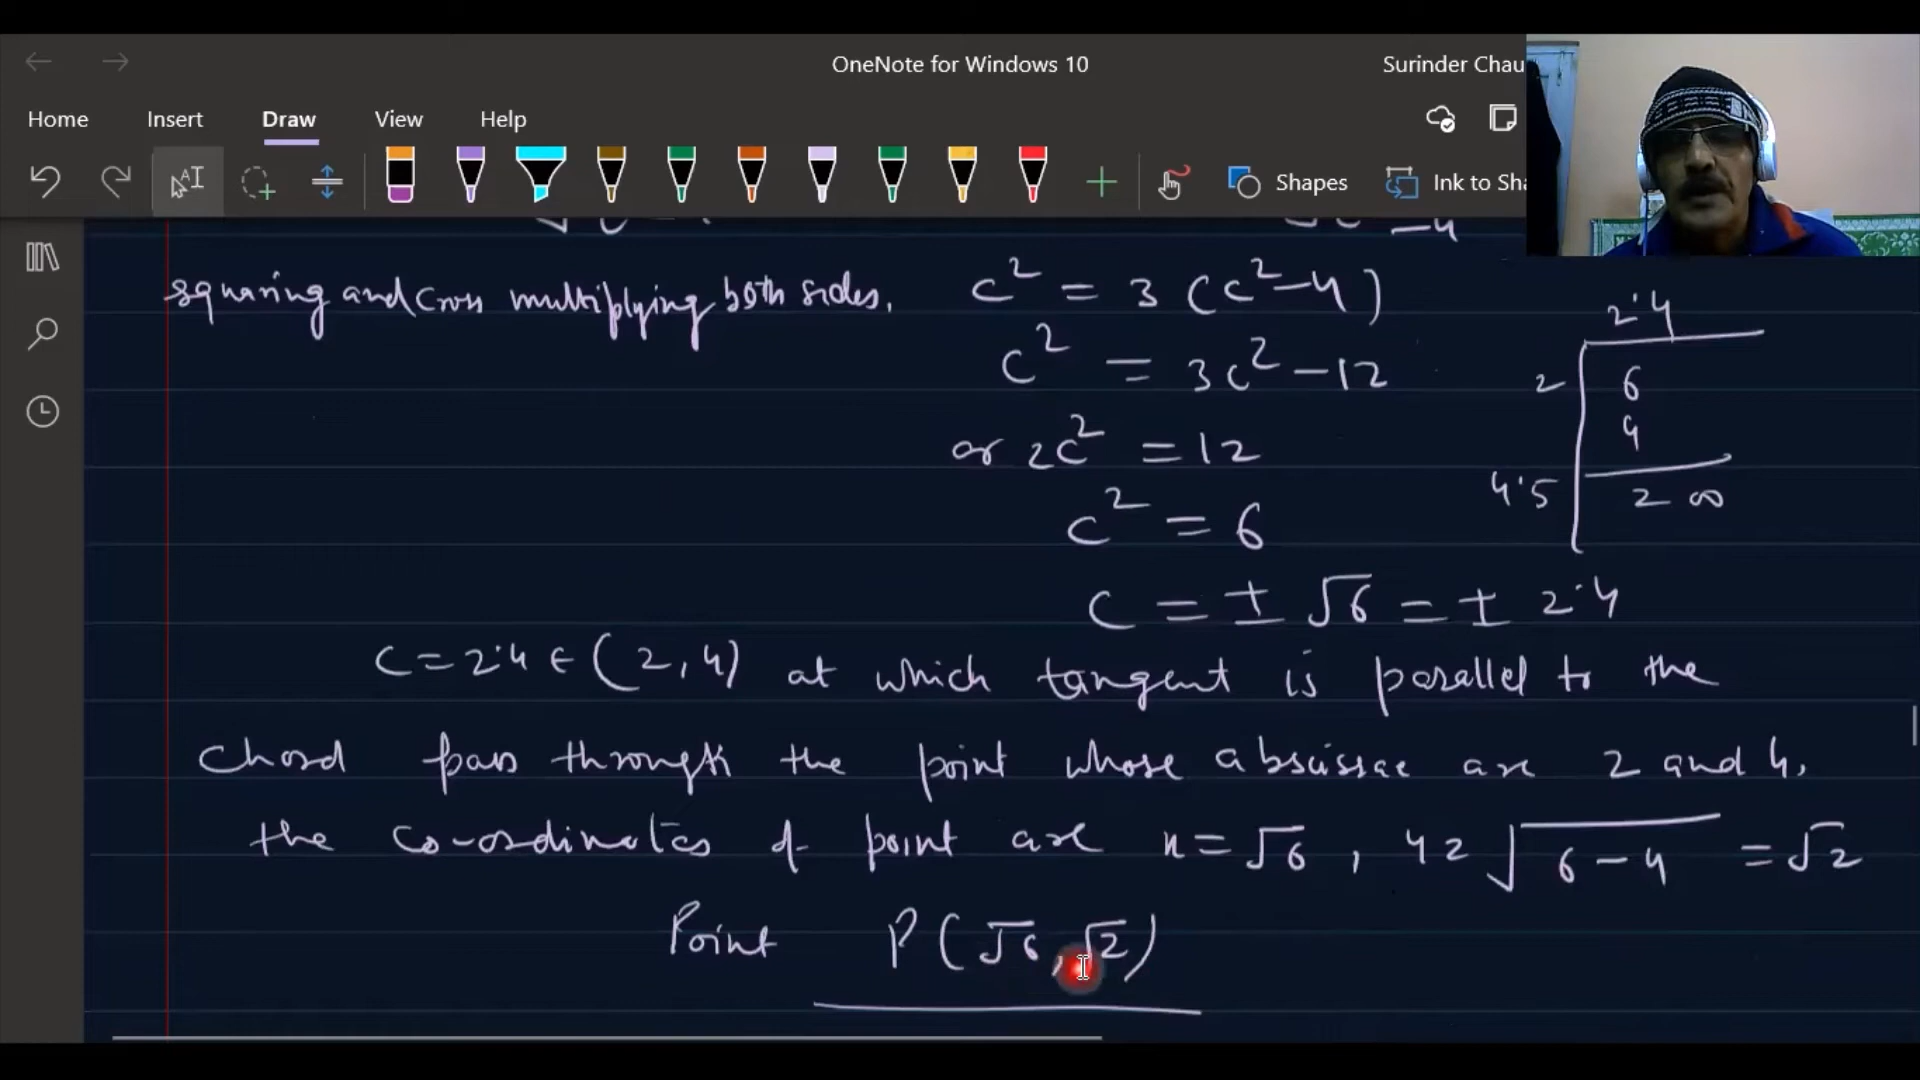 OneNote for Windows 10
Surinder Chau
Home Insert Draw View Help
Shapes Ink to Sha
squaring and cross multiplying both sides. c² = 3 (c²-4)
c² = 3c² - 12
or 2c² = 12
c² = 6
c = ± √6 = ± 2.4
2.4
2 6
4
4.5 2 00
c = 2.4 ∈ (2, 4) at which tangent is parallel to the
chord pass through the point whose abscissae are 2 and 4.
the co-ordinates of point are x = √6 , y = √6-4 = √2
Point P(√6, √2)